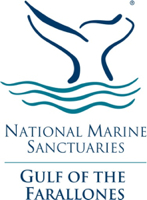 ®
NATIONAL MARINE
SANCTUARIES
GULF OF THE
FARALLONES